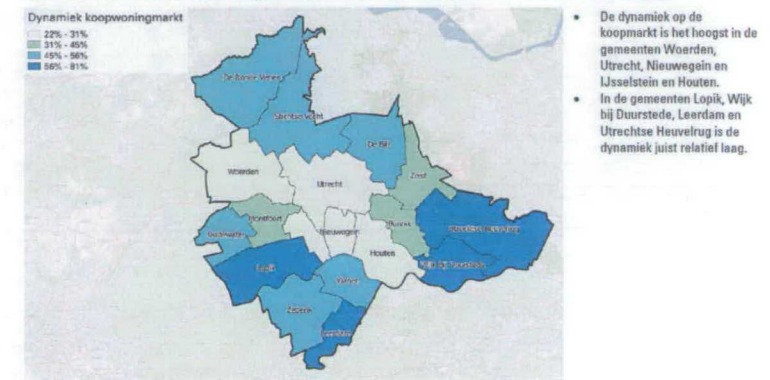 Dynamiek koopwoningmarkt
22% - 31%
31% - 45%
45% - 56%
56% - 81%
De Ronde Venen
Stichtse Vecht
De Bilt
Woerden
Utrecht
Zeist
Montfoort
Oudewater
Nieuwegein
Bunnik
Utrechtse Heuvelrug
Houten
Wijk bij Duurstede
Lopik
Vianen
Zederik
Leerdam
• De dynamiek op de
koopmarkt is het hoogst in de
gemeenten Woerden,
Utrecht, Nieuwegein en
IJsselstein en Houten.
• In de gemeenten Lopik, Wijk
bij Duurstede, Leerdam en
Utrechtse Heuvelrug is de
dynamiek juist relatief laag.